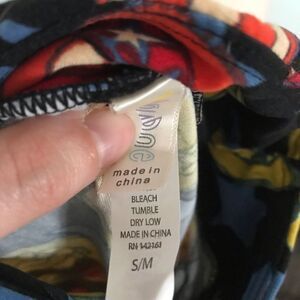 made in
china
BLEACH
TUMBLE
DRY LOW
MADE IN CHINA
RN 142161
S/M